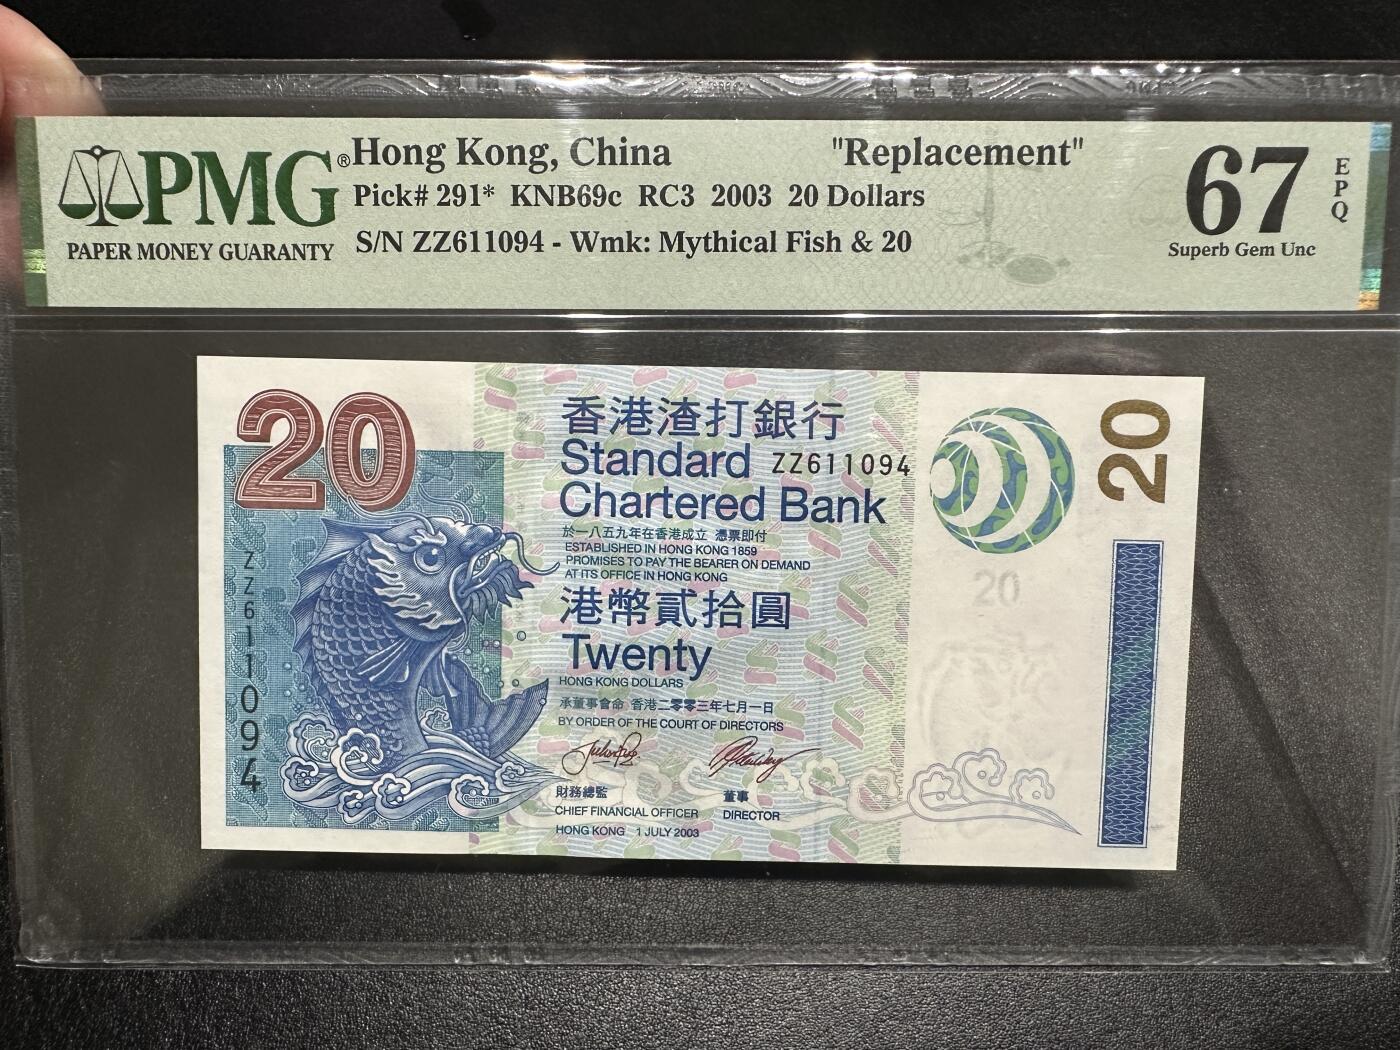 PMG®
PAPER MONEY GUARANTY
Hong Kong, China "Replacement"
Pick# 291* KNB69c RC3 2003 20 Dollars
S/N ZZ611094 - Wmk: Mythical Fish & 20
67
EPQ
Superb Gem Unc
20
ZZ611094
香港渣打銀行
Standard ZZ611094
Chartered Bank
於一八五九年在香港成立 憑票即付
ESTABLISHED IN HONG KONG 1859
PROMISES TO PAY THE BEARER ON DEMAND
AT ITS OFFICE IN HONG KONG
港幣貳拾圓
Twenty
HONG KONG DOLLARS
承董事會命 香港二零零三年七月一日
BY ORDER OF THE COURT OF DIRECTORS
財務總監 董事
CHIEF FINANCIAL OFFICER DIRECTOR
HONG KONG 1 JULY 2003
20
20